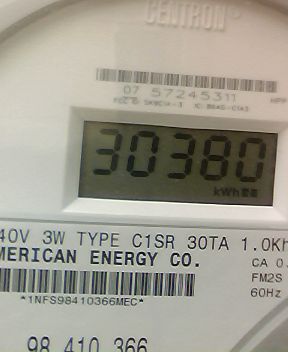 CENTRON®
07 57245311
30380
kWh
40V 3W TYPE C1SR 30TA 1.0Kh
MERICAN ENERGY CO. CA 0.
FM2S
*1NFS98410366MEC* 60Hz
98 410 366